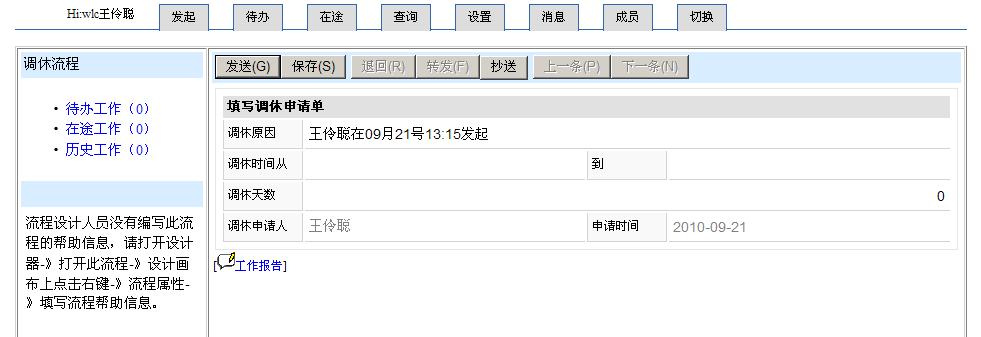 Hi:wlc王伶聪 发起 待办 在途 查询 设置 消息 成员 切换
调休流程
发送(G) 保存(S) 退回(R) 转发(F) 抄送 上一条(P) 下一条(N)
• 待办工作（0）
• 在途工作（0）
• 历史工作（0）
流程设计人员没有编写此流
程的帮助信息，请打开设计
器-》打开此流程-》设计画
布上点击右键-》流程属性-
》填写流程帮助信息。
填写调休申请单
调休原因 王伶聪在09月21号13:15发起
调休时间从 到
调休天数 0
调休申请人 王伶聪 申请时间 2010-09-21
[工作报告]